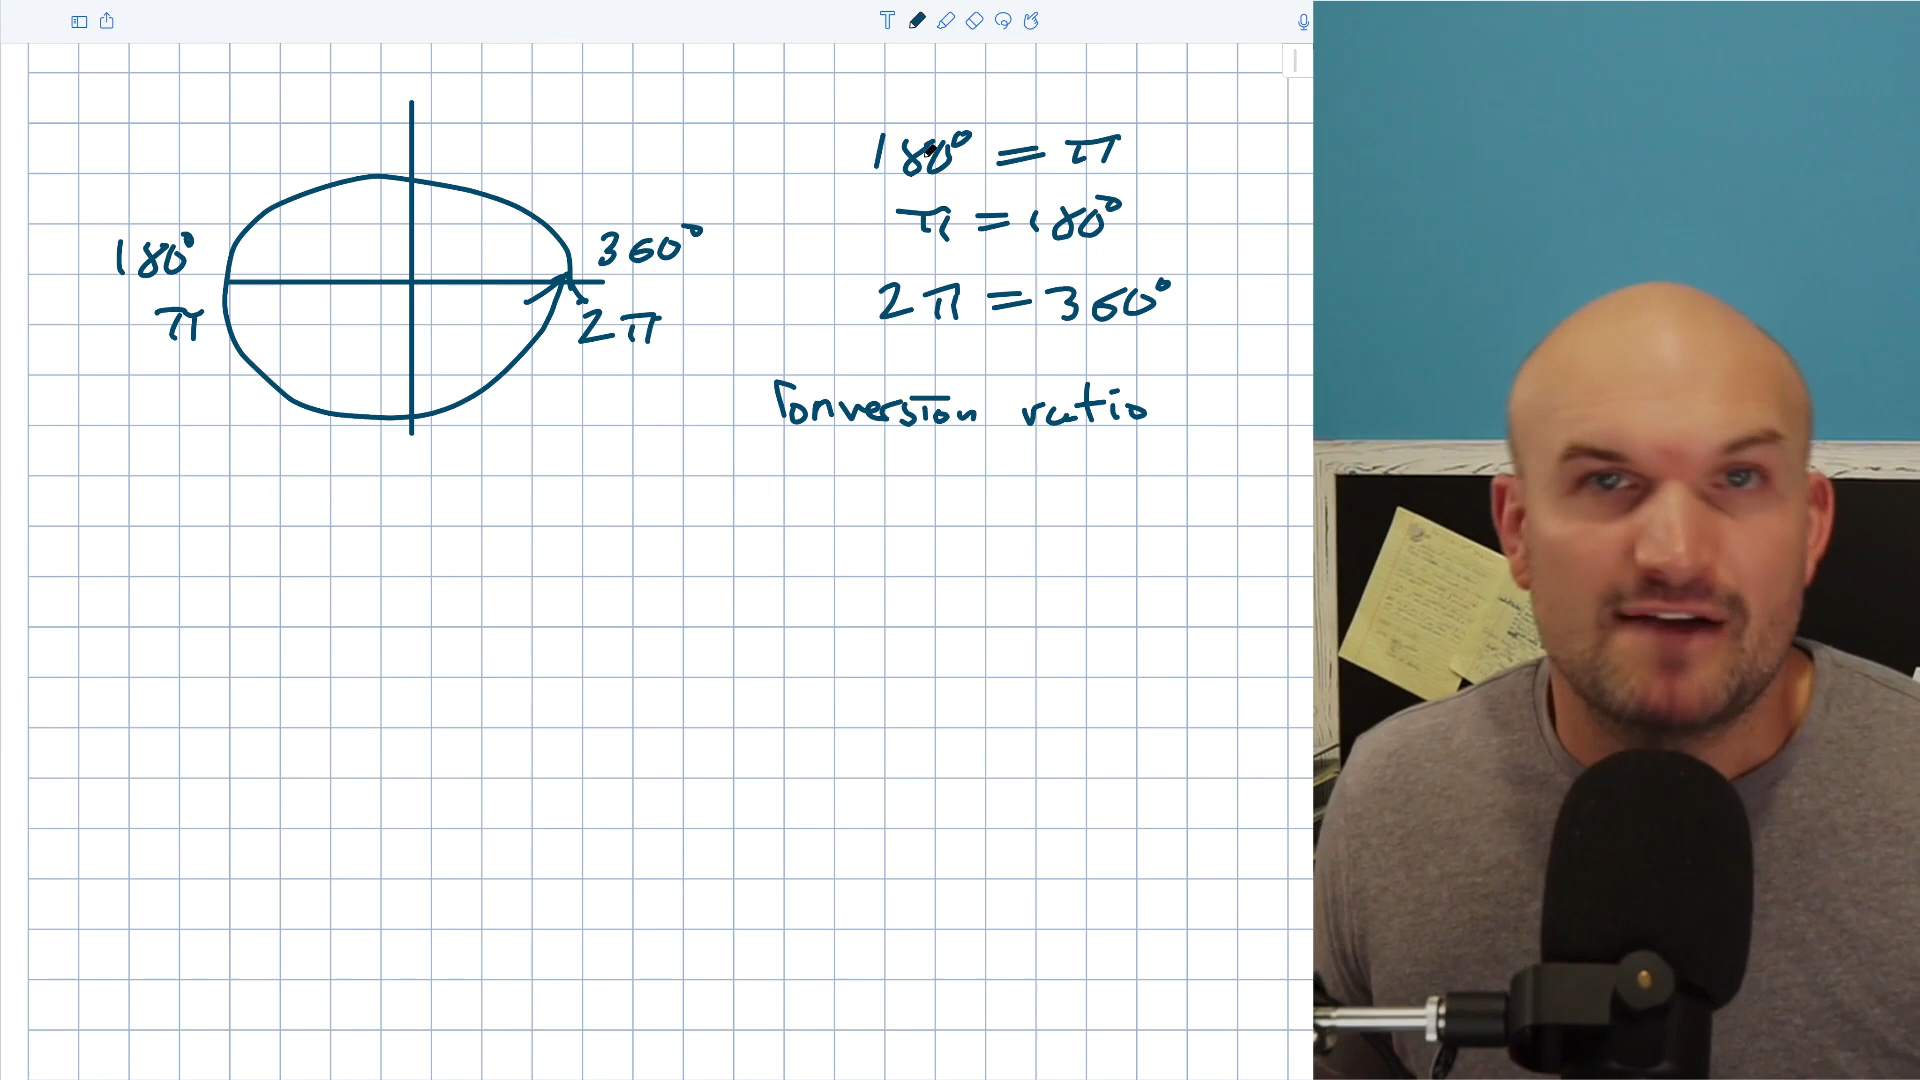 180° = π
π = 180°
180°
360°
2π = 360°
π
2π
Conversion ratio